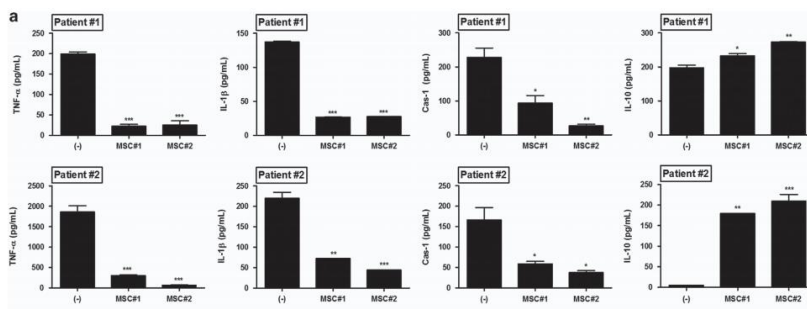 a
Patient #1
TNF-α (pg/mL)
250
200
150
100
50
0
***
***
(-)
MSC#1
MSC#2
IL-1β (pg/mL)
150
100
50
0
***
***
(-)
MSC#1
MSC#2
Patient #1
Cas-1 (pg/mL)
300
200
100
0
*
**
(-)
MSC#1
MSC#2
Patient #1
IL-10 (pg/mL)
300
200
100
0
*
**
(-)
MSC#1
MSC#2
Patient #2
TNF-α (pg/mL)
2500
2000
1500
1000
500
0
***
***
(-)
MSC#1
MSC#2
Patient #2
IL-1β (pg/mL)
250
200
150
100
50
0
**
***
(-)
MSC#1
MSC#2
Patient #2
Cas-1 (pg/mL)
250
200
150
100
50
0
*
*
(-)
MSC#1
MSC#2
Patient #2
IL-10 (pg/mL)
250
200
150
100
50
0
**
***
(-)
MSC#1
MSC#2